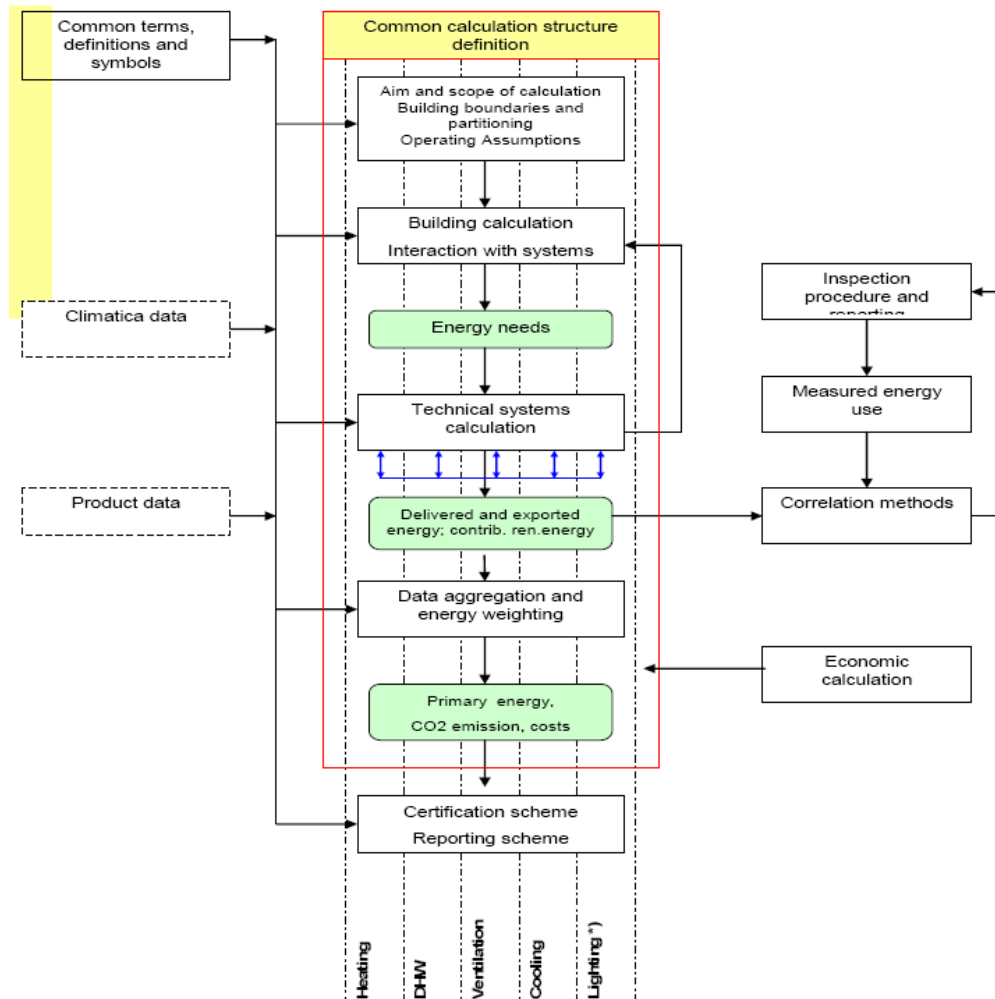 Common terms,
definitions and
symbols
Common calculation structure
definition
Aim and scope of calculation
Building boundaries and
partitioning
Operating Assumptions
Building calculation
Interaction with systems
Inspection
procedure and
reporting
Climatica data
Energy needs
Measured energy
use
Technical systems
calculation
Product data
Delivered and exported
energy; contrib. ren.energy
Correlation methods
Data aggregation and
energy weighting
Economic
calculation
Primary energy,
CO2 emission, costs
Certification scheme
Reporting scheme
Heating
DHW
Ventilation
Cooling
Lighting *)